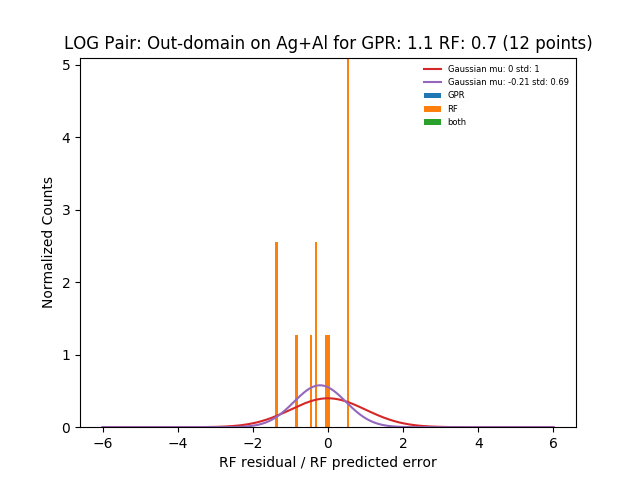 LOG Pair: Out-domain on Ag+Al for GPR: 1.1 RF: 0.7 (12 points)
Gaussian mu: 0 std: 1
Gaussian mu: -0.21 std: 0.69
GPR
RF
both
Normalized Counts
5
4
3
2
1
0
−6 −4 −2 0 2 4 6
RF residual / RF predicted error